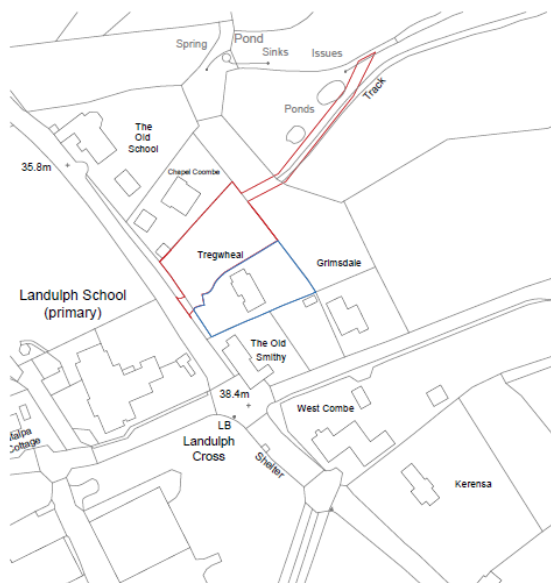 Pond
Spring
Sinks
Issues
Track
Ponds
The
Old
School
35.8m
Chapel Coombe
Tregwheal
Grimsdale
Landulph School
(primary)
The Old
Smithy
38.4m
West Combe
LB
Landulph
Cross
Shelter
Cottage
Kerensa